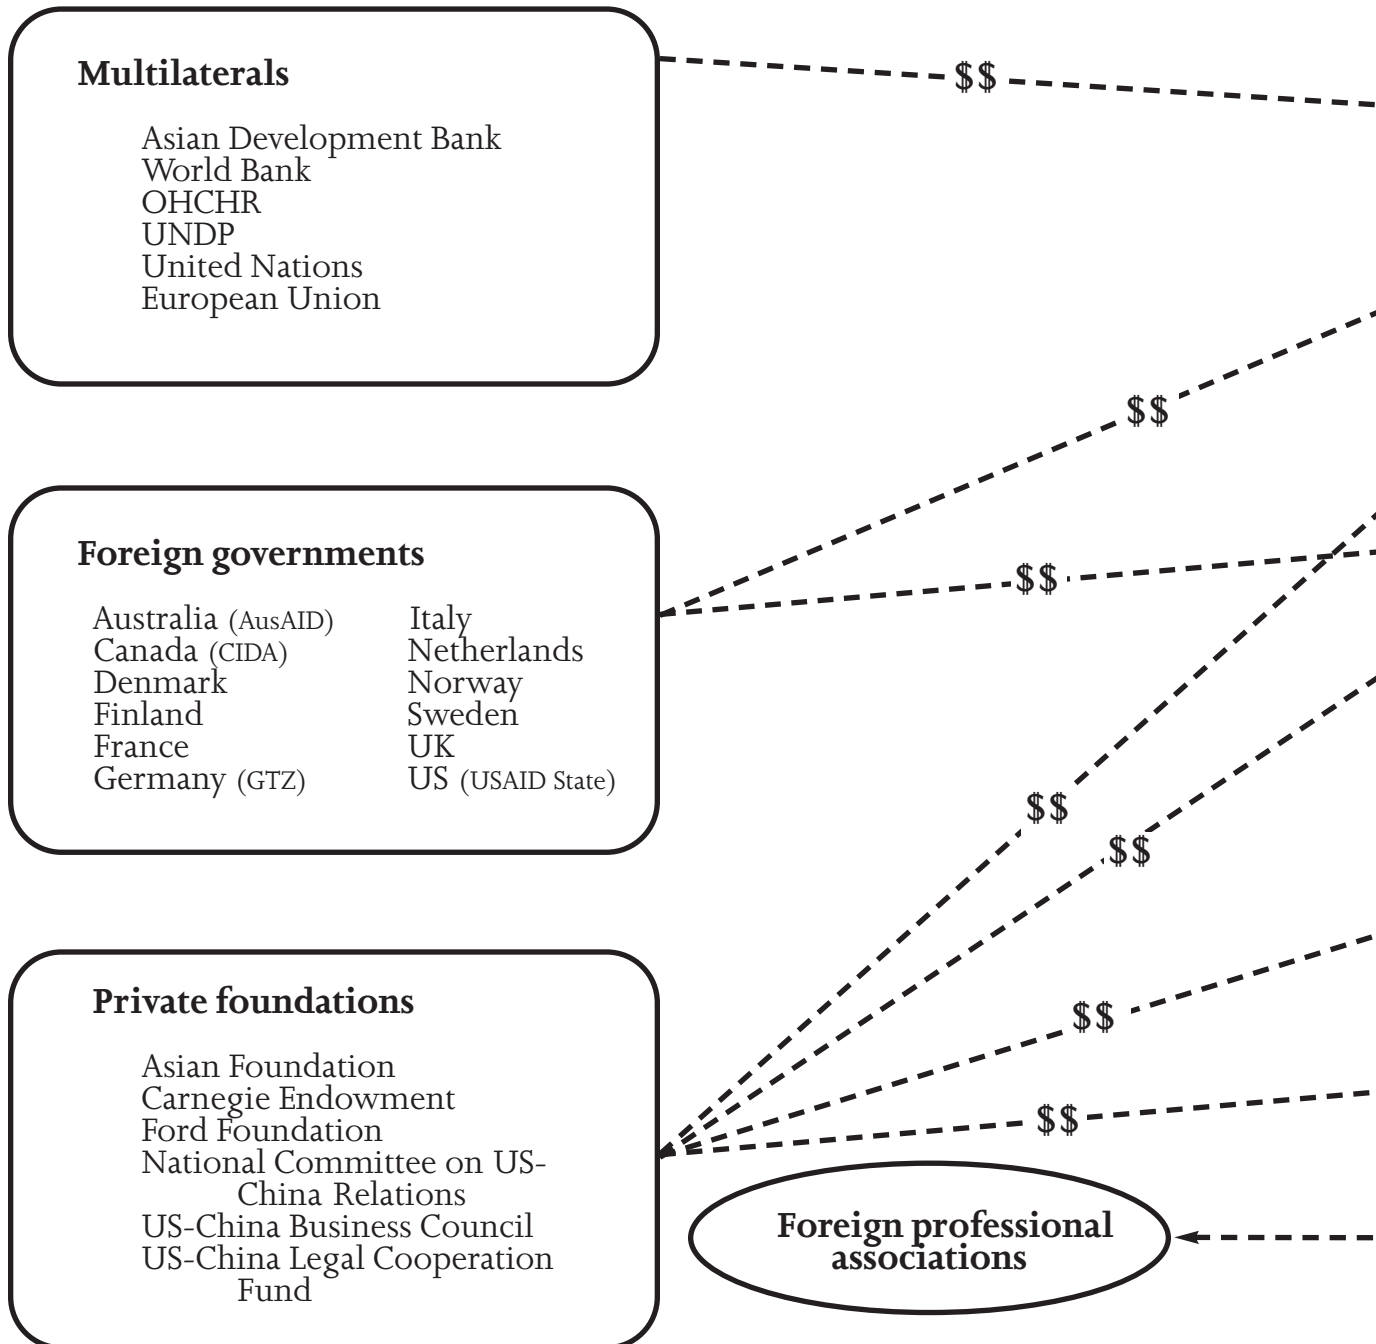 Multilaterals
Asian Development Bank
World Bank
OHCHR
UNDP
United Nations
European Union
$$
$$
Foreign governments
Australia (AusAID)
Canada (CIDA)
Denmark
Finland
France
Germany (GTZ)
Italy
Netherlands
Norway
Sweden
UK
US (USAID State)
$$
$$
$$
Private foundations
Asian Foundation
Carnegie Endowment
Ford Foundation
National Committee on US-
China Relations
US-China Business Council
US-China Legal Cooperation
Fund
$$
$$
Foreign professional
associations